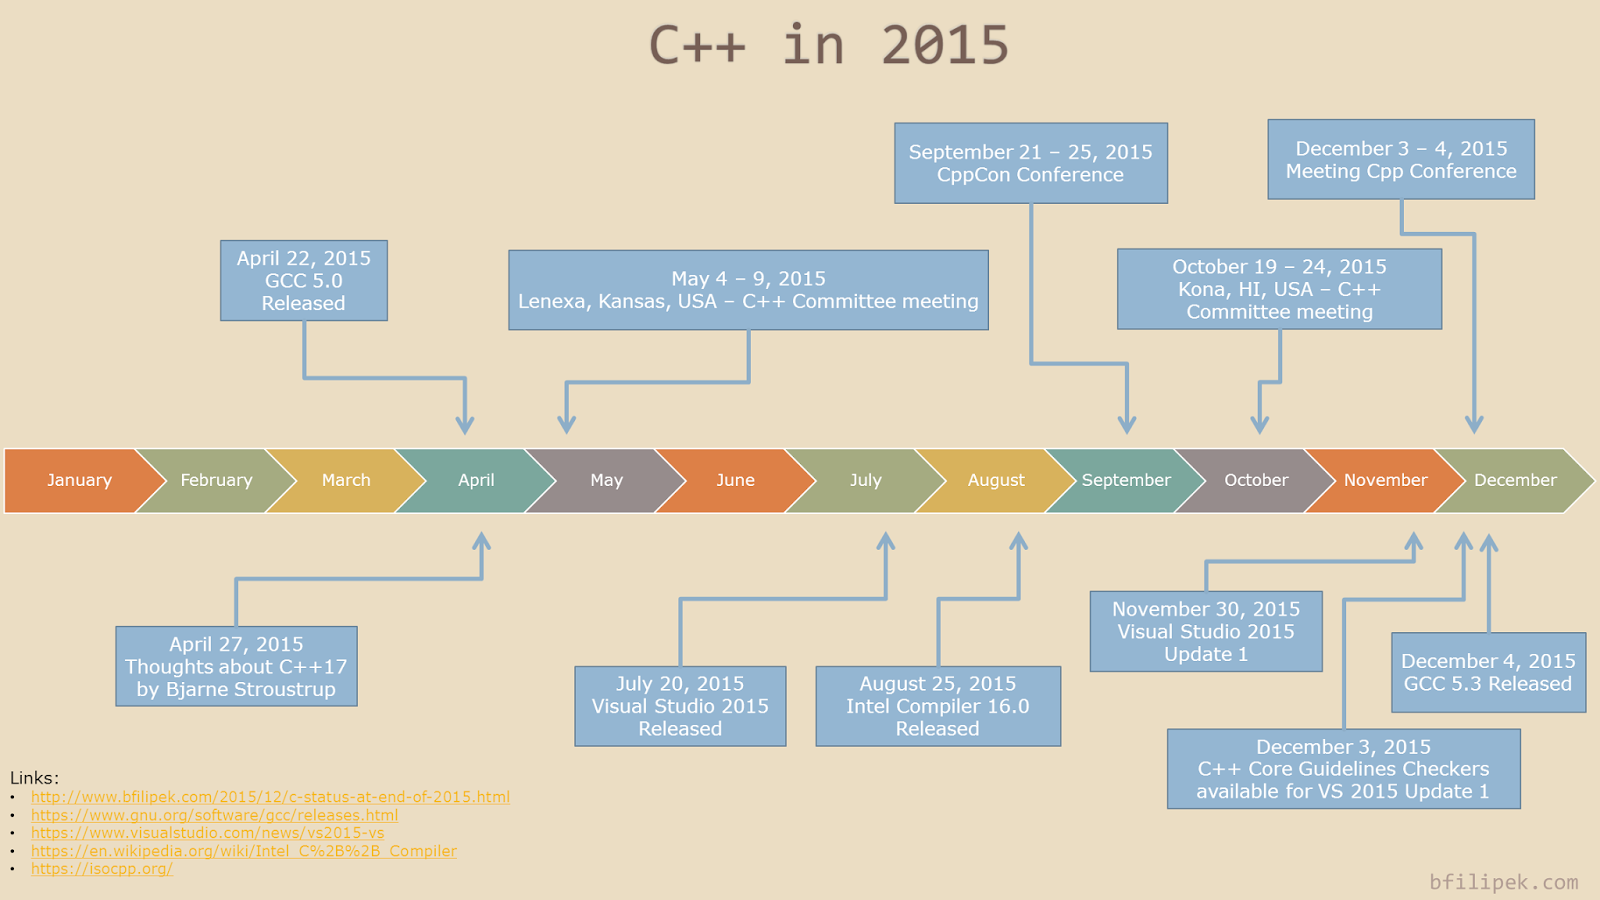 C++ in 2015
September 21 – 25, 2015
CppCon Conference
December 3 – 4, 2015
Meeting Cpp Conference
April 22, 2015
GCC 5.0
Released
May 4 – 9, 2015
Lenexa, Kansas, USA – C++ Committee meeting
October 19 – 24, 2015
Kona, HI, USA – C++
Committee meeting
January
February
March
April
May
June
July
August
September
October
November
December
April 27, 2015
Thoughts about C++17
by Bjarne Stroustrup
July 20, 2015
Visual Studio 2015
Released
August 25, 2015
Intel Compiler 16.0
Released
November 30, 2015
Visual Studio 2015
Update 1
December 4, 2015
GCC 5.3 Released
December 3, 2015
C++ Core Guidelines Checkers
available for VS 2015 Update 1
Links:
• http://www.bfilipek.com/2015/12/c-status-at-end-of-2015.html
• https://www.gnu.org/software/gcc/releases.html
• https://www.visualstudio.com/news/vs2015-vs
• https://en.wikipedia.org/wiki/Intel_C%2B%2B_Compiler
• https://isocpp.org/
bfilipek.com